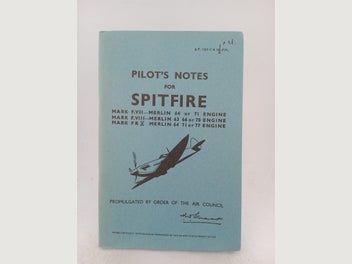 PILOT'S NOTES
FOR
SPITFIRE
MARK F.VII—MERLIN 64 or 71 ENGINE
MARK F.VIII—MERLIN 63 66 or 70 ENGINE
MARK PR X MERLIN 64 71 or 77 ENGINE
PROMULGATED BY ORDER OF THE AIR COUNCIL